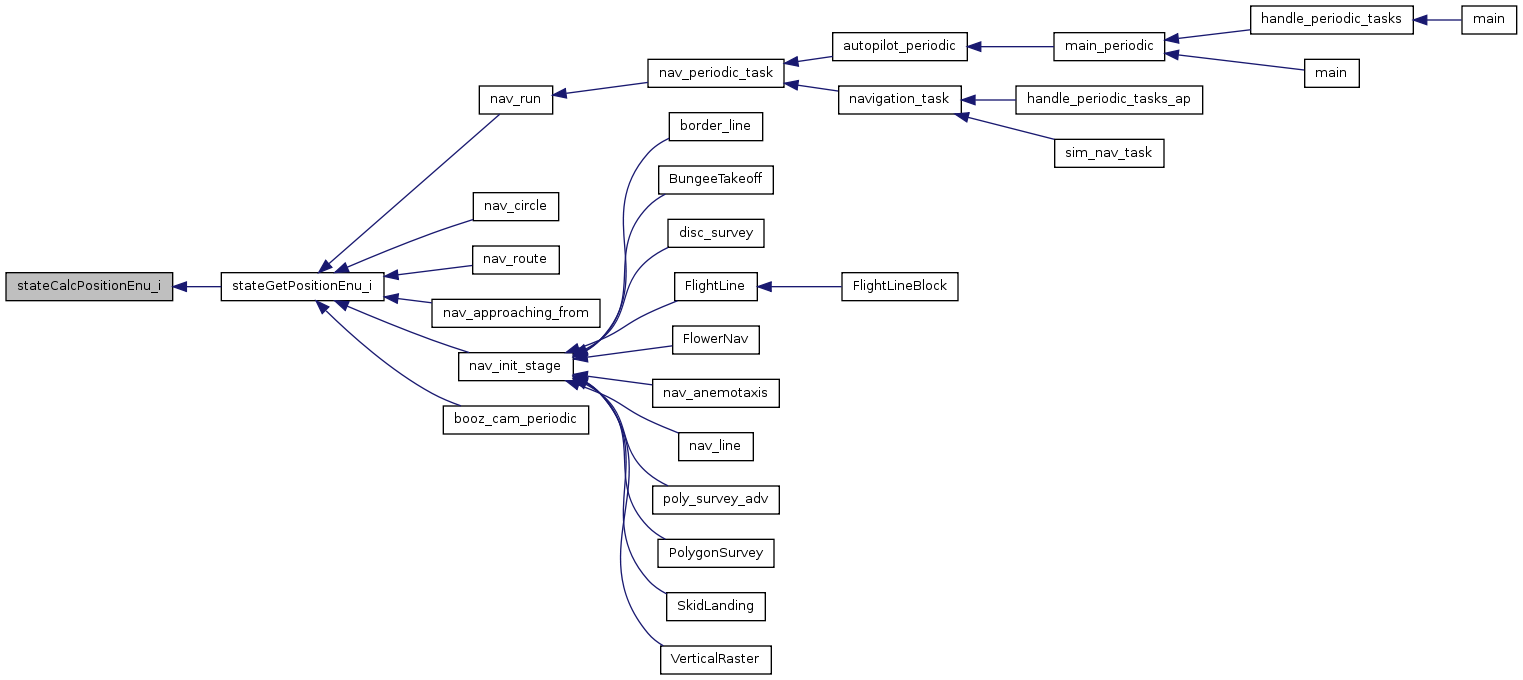 handle_periodic_tasks
main
autopilot_periodic
main_periodic
nav_periodic_task
main
nav_run
navigation_task
handle_periodic_tasks_ap
border_line
sim_nav_task
BungeeTakeoff
nav_circle
disc_survey
nav_route
stateCalcPositionEnu_i
stateGetPositionEnu_i
FlightLine
FlightLineBlock
nav_approaching_from
FlowerNav
nav_init_stage
nav_anemotaxis
booz_cam_periodic
nav_line
poly_survey_adv
PolygonSurvey
SkidLanding
VerticalRaster